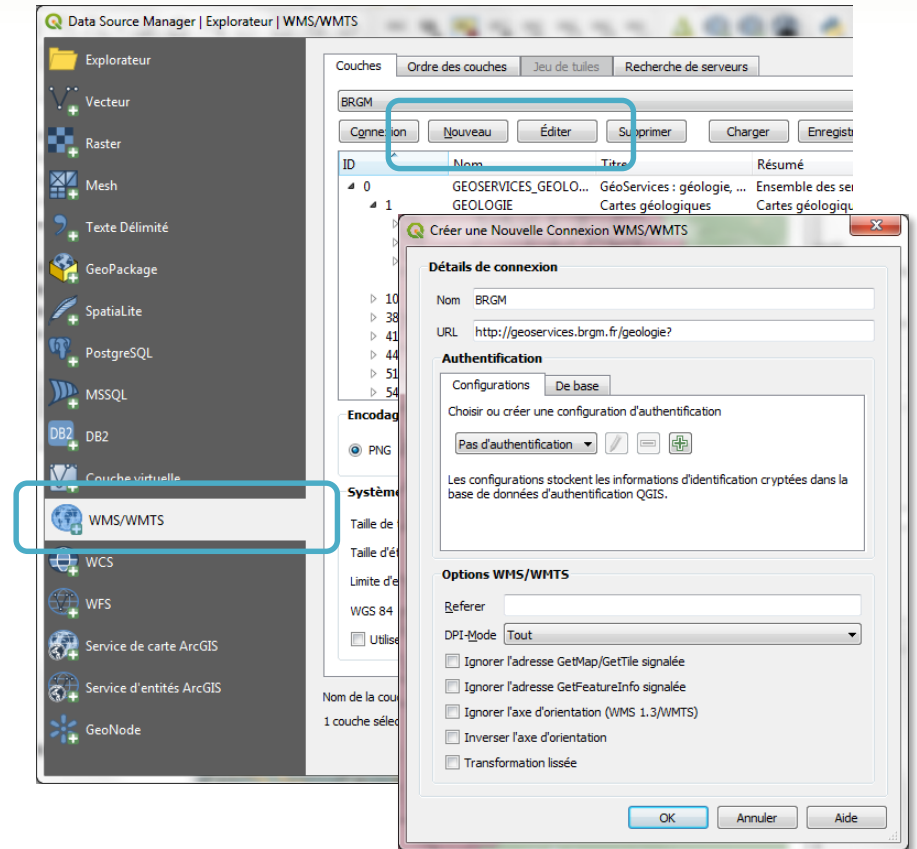 Data Source Manager | Explorateur | WMS/WMTS
Explorateur
Vecteur
Raster
Mesh
Texte Délimité
GeoPackage
SpatiaLite
PostgreSQL
MSSQL
DB2 DB2
Couche virtuelle
WMS/WMTS
WCS
WFS
Service de carte ArcGIS
Service d'entités ArcGIS
GeoNode
Couches Ordre des couches Jeu de tuiles Recherche de serveurs
BRGM
Connexion Nouveau Éditer Supprimer Charger Enregistr
ID Nom Titre Résumé
0 GEOSERVICES_GEOLO... GéoServices : géologie, ... Ensemble des ser
1 GEOLOGIE Cartes géologiques Cartes géologiqu
10
38
41
44
51
54
Encodag
PNG
Système
Taille de
Taille d'é
Limite d'e
WGS 84
Utilise
Nom de la cou
1 couche sélec
Créer une Nouvelle Connexion WMS/WMTS
Détails de connexion
Nom BRGM
URL http://geoservices.brgm.fr/geologie?
Authentification
Configurations De base
Choisir ou créer une configuration d'authentification
Pas d'authentification
Les configurations stockent les informations d'identification cryptées dans la
base de données d'authentification QGIS.
Options WMS/WMTS
Referer
DPI-Mode Tout
Ignorer l'adresse GetMap/GetTile signalée
Ignorer l'adresse GetFeatureInfo signalée
Ignorer l'axe d'orientation (WMS 1.3/WMTS)
Inverser l'axe d'orientation
Transformation lissée
OK Annuler Aide